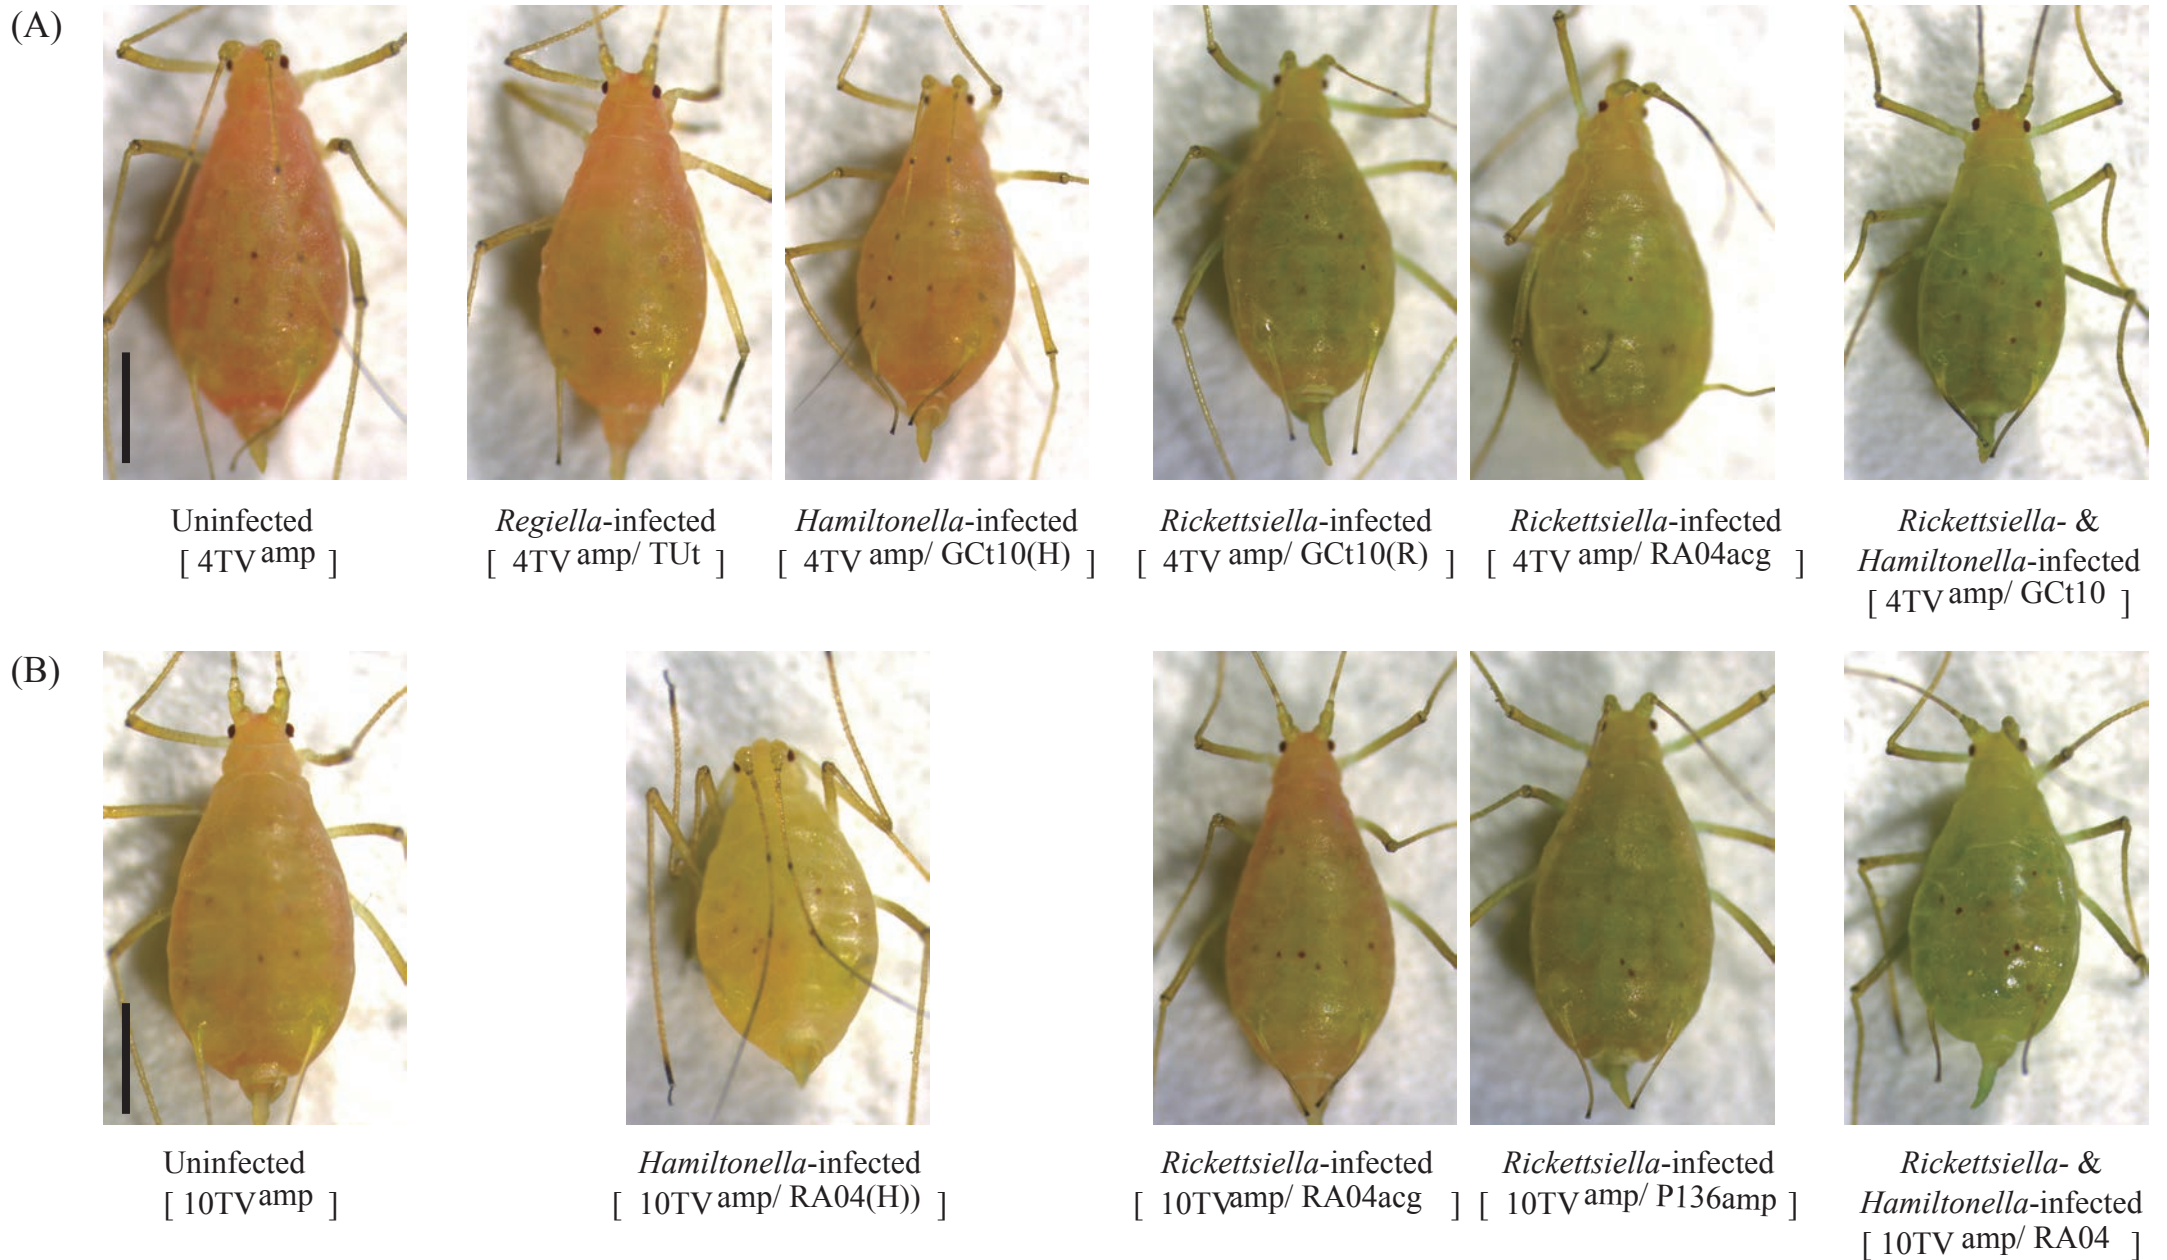 (A)
Uninfected
[ 4TV amp ]
Regiella-infected
[ 4TV amp/ TUt ]
Hamiltonella-infected
[ 4TV amp/ GCt10(H) ]
Rickettsiella-infected
[ 4TV amp/ GCt10(R) ]
Rickettsiella-infected
[ 4TV amp/ RA04acg ]
Rickettsiella- &
Hamiltonella-infected
[ 4TV amp/ GCt10 ]
(B)
Uninfected
[ 10TV amp ]
Hamiltonella-infected
[ 10TV amp/ RA04(H)) ]
Rickettsiella-infected
[ 10TVamp/ RA04acg ]
Rickettsiella-infected
[ 10TV amp/ P136amp ]
Rickettsiella- &
Hamiltonella-infected
[ 10TV amp/ RA04 ]